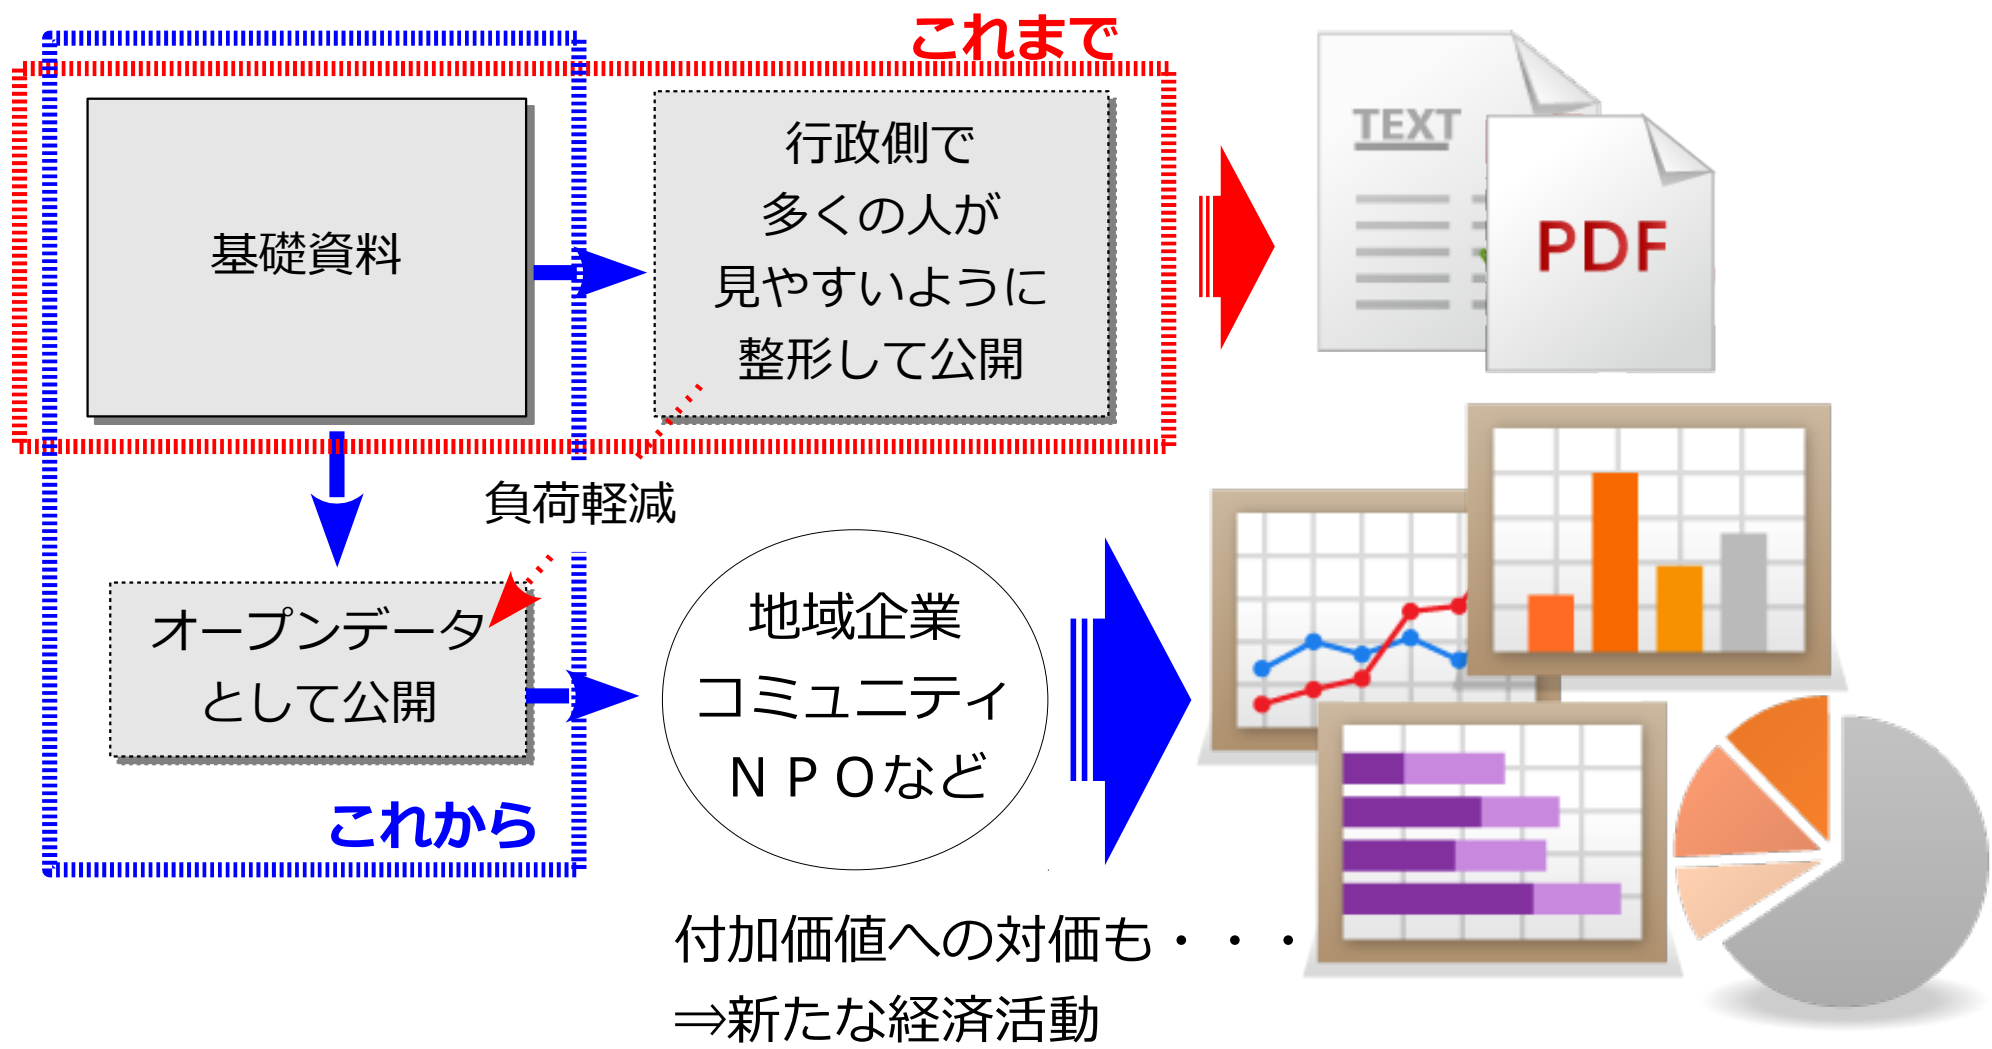 これまで
基礎資料
行政側で
多くの人が
見やすいように
整形して公開
TEXT
PDF
負荷軽減
オープンデータ
として公開
これから
地域企業
コミュニティ
ＮＰＯなど
付加価値への対価も・・・
⇒新たな経済活動